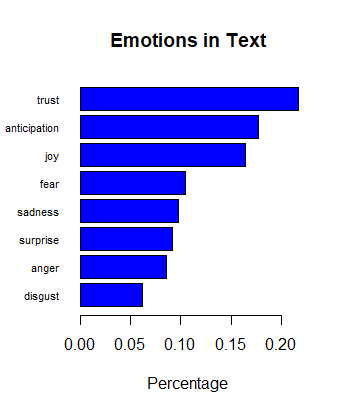 Emotions in Text
trust
anticipation
joy
fear
sadness
surprise
anger
disgust
0.00 0.05 0.10 0.15 0.20
Percentage